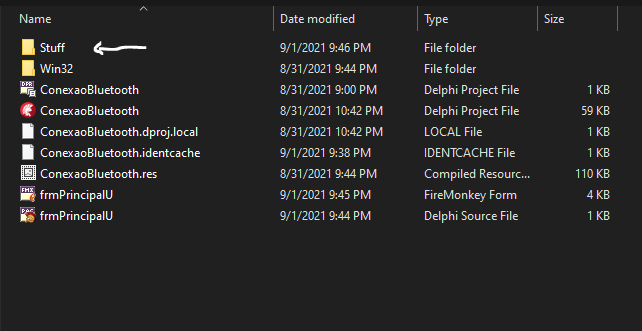 Name Date modified Type Size
Stuff 9/1/2021 9:46 PM File folder
Win32 8/31/2021 9:44 PM File folder
ConexaoBluetooth 8/31/2021 9:00 PM Delphi Project File 1 KB
ConexaoBluetooth 8/31/2021 10:42 PM Delphi Project File 59 KB
ConexaoBluetooth.dproj.local 8/31/2021 10:42 PM LOCAL File 1 KB
ConexaoBluetooth.identcache 9/1/2021 9:38 PM IDENTCACHE File 1 KB
ConexaoBluetooth.res 8/31/2021 9:44 PM Compiled Resourc... 110 KB
frmPrincipalU 9/1/2021 9:45 PM FireMonkey Form 4 KB
frmPrincipalU 9/1/2021 9:44 PM Delphi Source File 1 KB